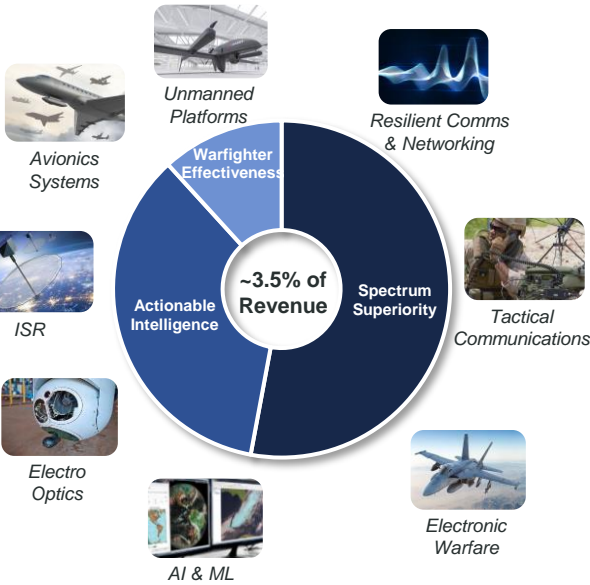 Unmanned
Platforms
Resilient Comms
& Networking
Avionics
Systems
Warfighter
Effectiveness
~3.5% of
Revenue
Actionable
Intelligence
Spectrum
Superiority
ISR
Tactical
Communications
Electro
Optics
Electronic
Warfare
AI & ML